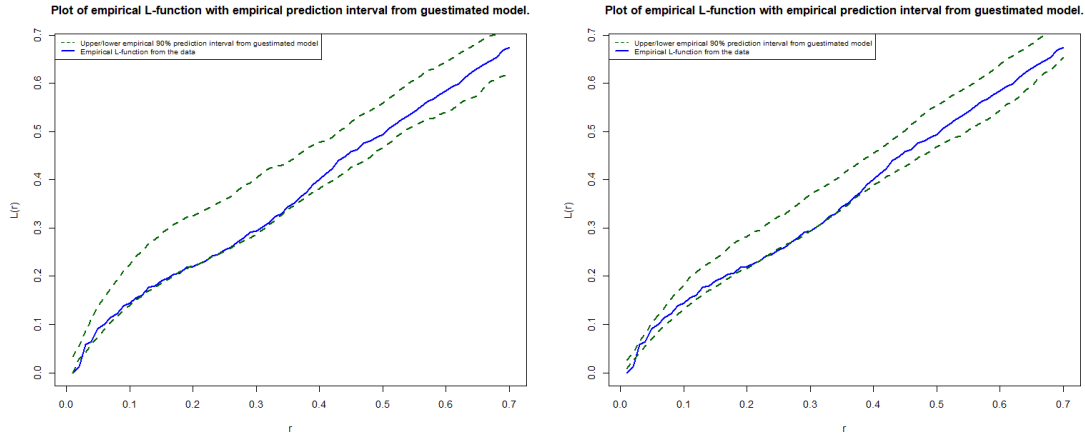 Plot of empirical L-function with empirical prediction interval from guestimated model.
Upper/lower empirical 90% prediction interval from guestimated model
Empirical L-function from the data
L(r)
0.7
0.6
0.5
0.4
0.3
0.2
0.1
0.0
0.0 0.1 0.2 0.3 0.4 0.5 0.6 0.7
r
Plot of empirical L-function with empirical prediction interval from guestimated model.
Upper/lower empirical 90% prediction interval from guestimated model
Empirical L-function from the data
L(r)
0.7
0.6
0.5
0.4
0.3
0.2
0.1
0.0
0.0 0.1 0.2 0.3 0.4 0.5 0.6 0.7
r